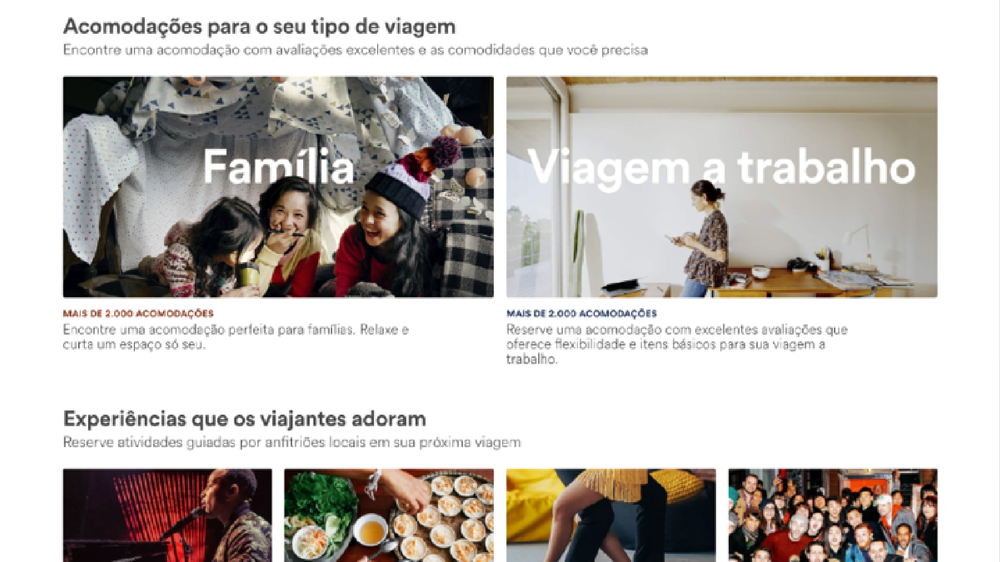 Acomodações para o seu tipo de viagem
Encontre uma acomodação com avaliações excelentes e as comodidades que você precisa
Família
Viagem a trabalho
MAIS DE 2.000 ACOMODAÇÕES
Encontre uma acomodação perfeita para famílias. Relaxe e
curta um espaço só seu.
MAIS DE 2.000 ACOMODAÇÕES
Reserve uma acomodação com excelentes avaliações que
oferece flexibilidade e itens básicos para sua viagem a
trabalho.
Experiências que os viajantes adoram
Reserve atividades guiadas por anfitriões locais em sua próxima viagem